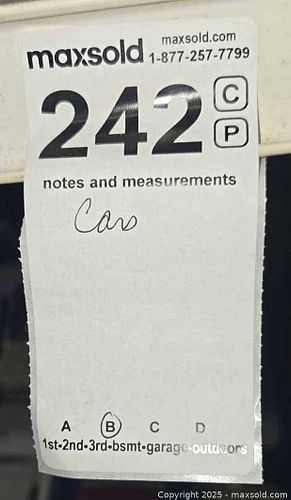 maxsold maxsold.com
1-877-257-7799
242 C
P
notes and measurements
Cars
A B C D
1st•2nd•3rd•bsmt•garage•outdoors
Copyright © 2025 - maxsold.com